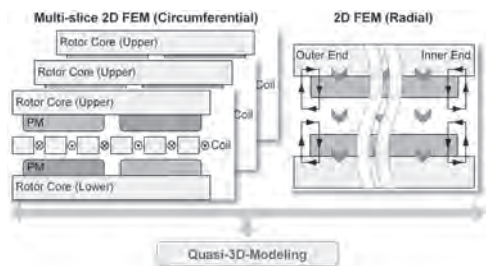 Multi-slice 2D FEM (Circumferential)
2D FEM (Radial)
Rotor Core (Upper)
Rotor Core (Upper)
Rotor Core (Upper)
PM
Coil
Coil
Coil
PM
Rotor Core (Lower)
Outer End
Inner End
Quasi-3D-Modeling